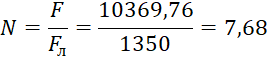 N = F / Fл = 10369,76 / 1350 = 7,68